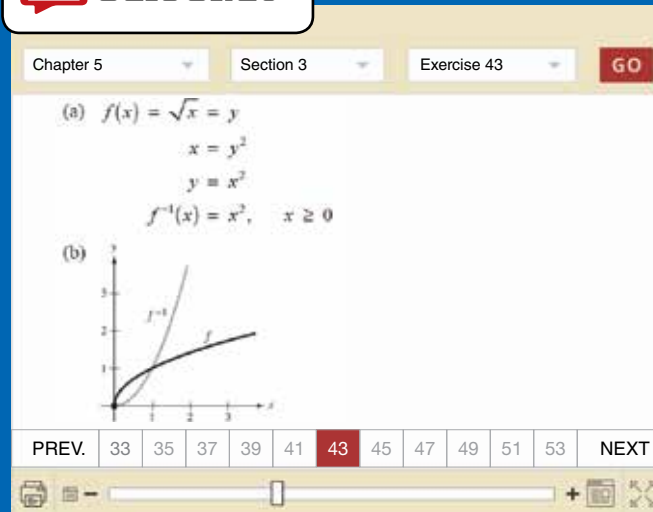 Chapter 5 Section 3 Exercise 43 GO
(a) f(x) = √x = y
x = y²
y = x²
f⁻¹(x) = x², x ≥ 0
(b)
y
3
f⁻¹
2
f
1
1 2 3 x
PREV. 33 35 37 39 41 43 45 47 49 51 53 NEXT